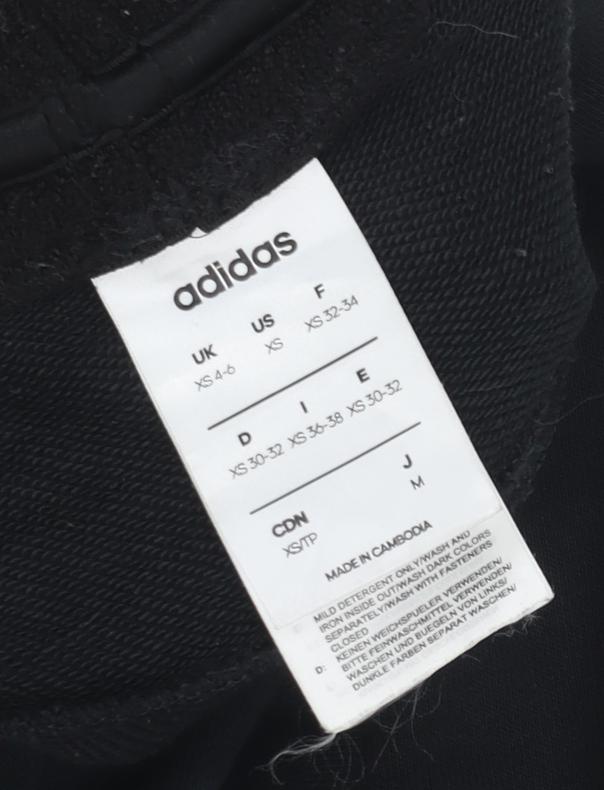 adidas
UK US F
XS 4-6 XS XS 32-34
D I E
XS 30-32 XS 36-38 XS 30-32
CDN J
XS/TP M
MADE IN CAMBODIA
MILD DETERGENT ONLY/WASH AND
IRON INSIDE OUT/WASH DARK COLORS
SEPARATELY/WASH WITH FASTENERS
CLOSED
D: KEINEN WEICHSPUELER VERWENDEN/
BITTE FEINWASCHMITTEL VERWENDEN/
WASCHEN UND BUEGELN VON LINKS/
DUNKLE FARBEN SEPARAT WASCHEN/